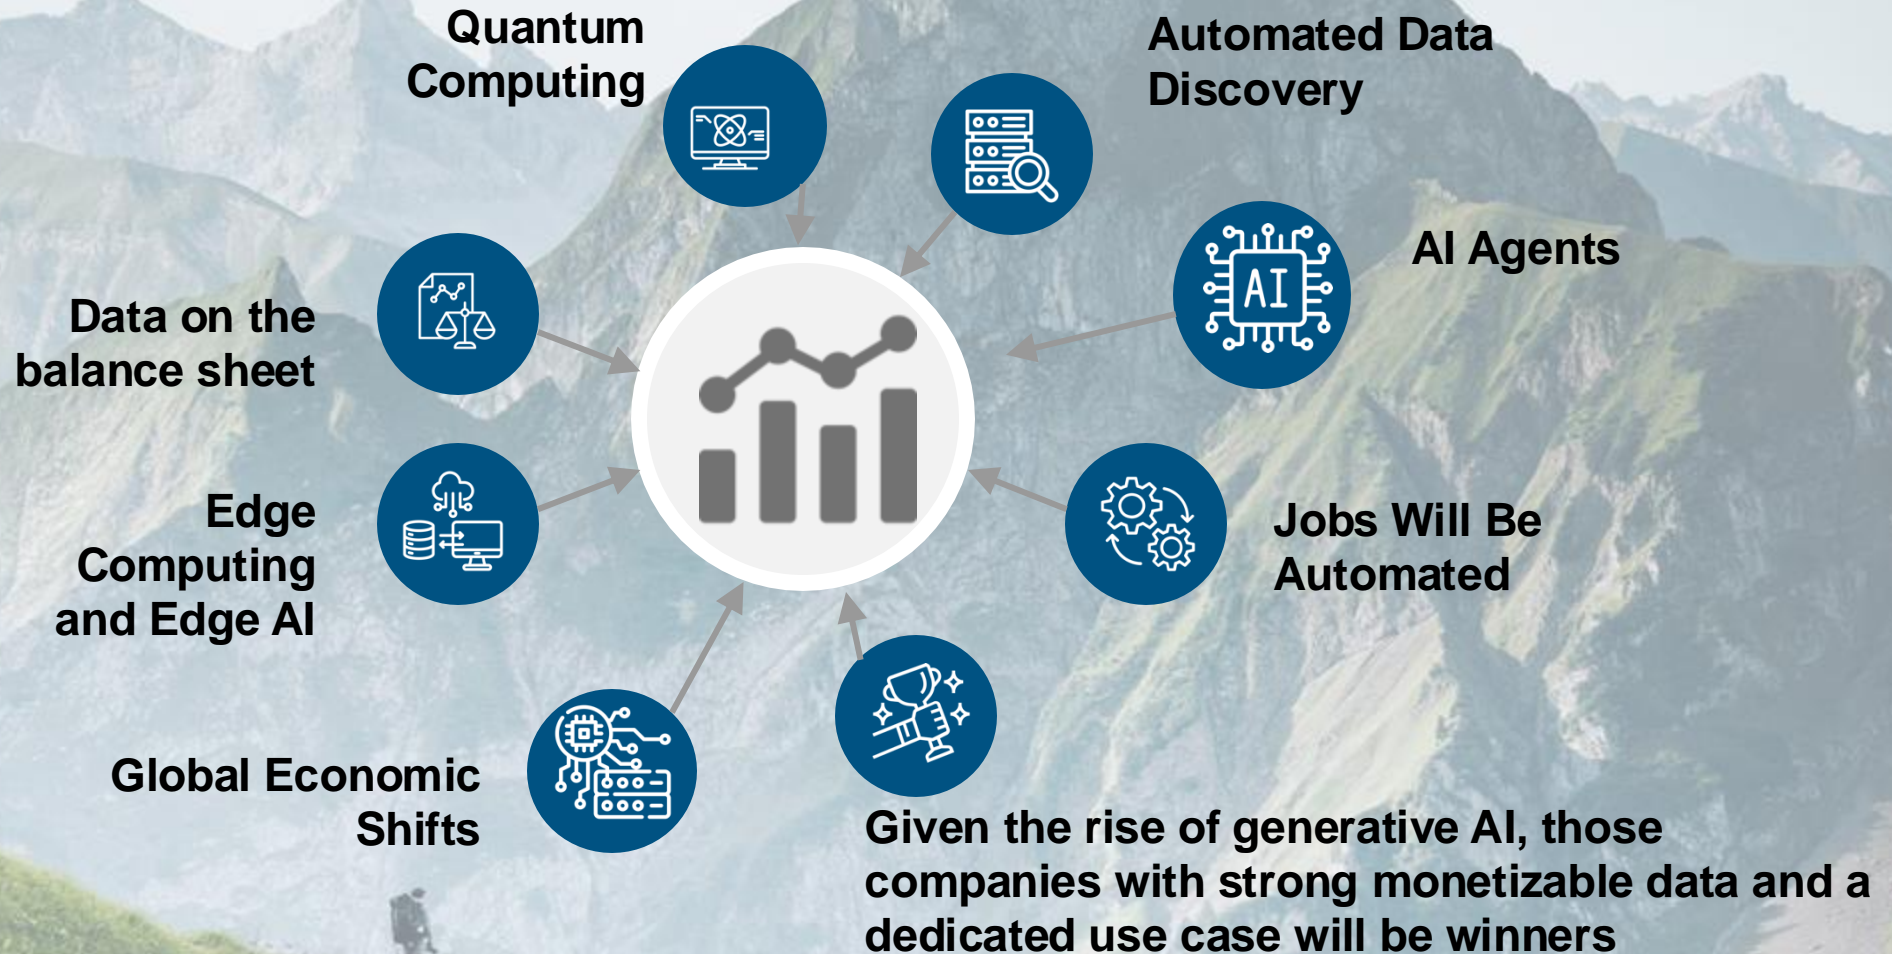 Quantum
Computing
Automated Data
Discovery
AI
AI Agents
Data on the
balance sheet
Edge
Computing
and Edge AI
Jobs Will Be
Automated
Global Economic
Shifts
Given the rise of generative AI, those
companies with strong monetizable data and a
dedicated use case will be winners